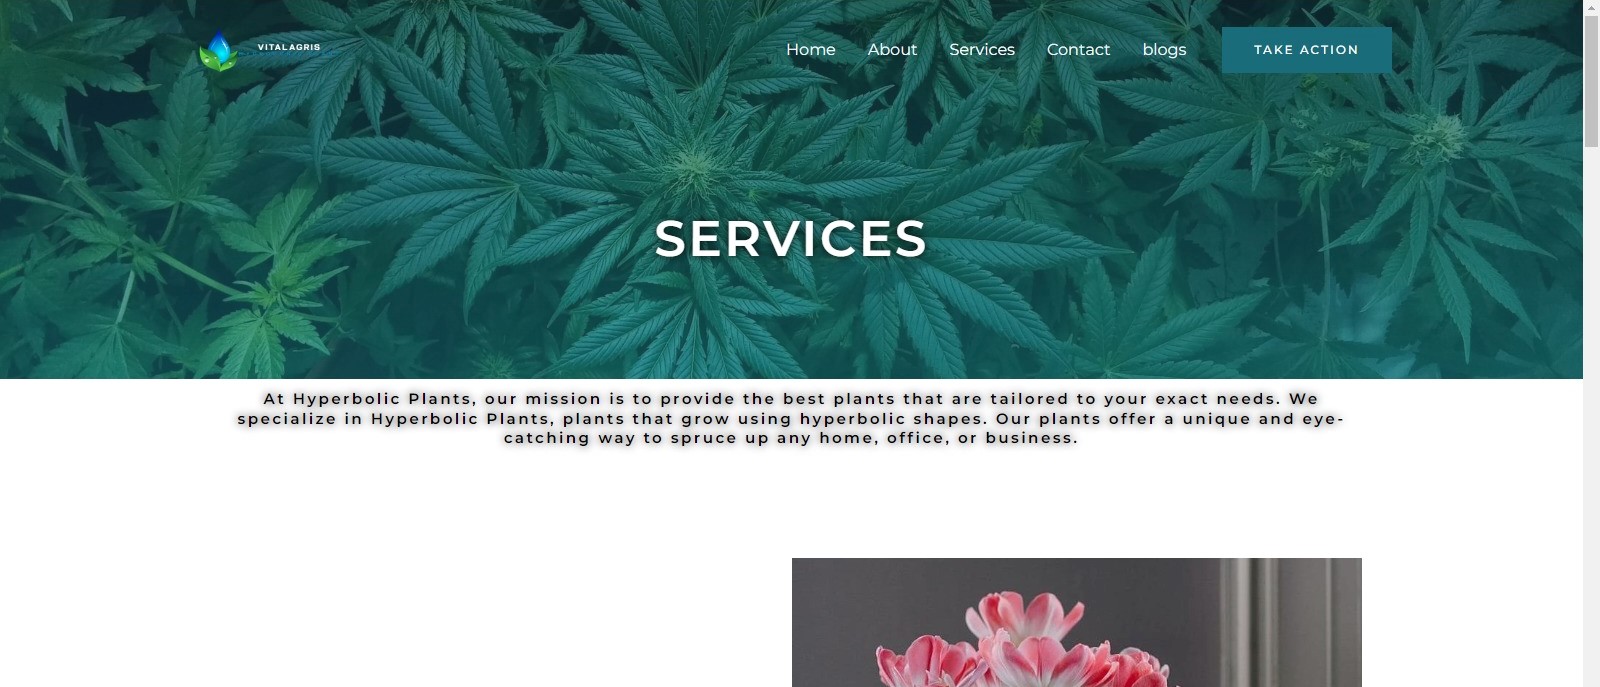 VITALAGRIS
Home About Services Contact blogs TAKE ACTION
SERVICES
At Hyperbolic Plants, our mission is to provide the best plants that are tailored to your exact needs. We
specialize in Hyperbolic Plants, plants that grow using hyperbolic shapes. Our plants offer a unique and eye-
catching way to spruce up any home, office, or business.